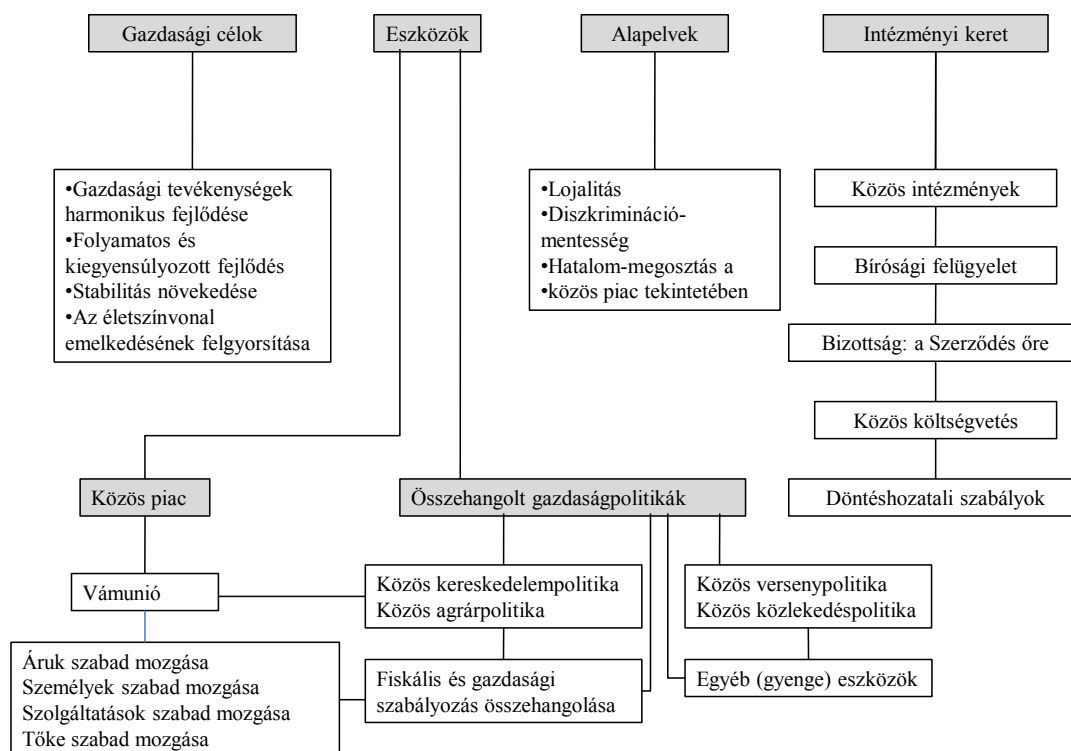 Gazdasági célok
Eszközök
Alapelvek
Intézményi keret
•Gazdasági tevékenységek
harmonikus fejlődése
•Folyamatos és
kiegyensúlyozott fejlődés
•Stabilitás növekedése
•Az életszínvonal
emelkedésének felgyorsítása
•Lojalitás
•Diszkrimináció-
mentesség
•Hatalom-megosztás a
•közös piac tekintetében
Közös intézmények
Bírósági felügyelet
Bizottság: a Szerződés őre
Közös költségvetés
Döntéshozatali szabályok
Közös piac
Összehangolt gazdaságpolitikák
Vámunió
Közös kereskedelempolitika
Közös agrárpolitika
Közös versenypolitika
Közös közlekedéspolitika
Áruk szabad mozgása
Személyek szabad mozgása
Szolgáltatások szabad mozgása
Tőke szabad mozgása
Fiskális és gazdasági
szabályozás összehangolása
Egyéb (gyenge) eszközök